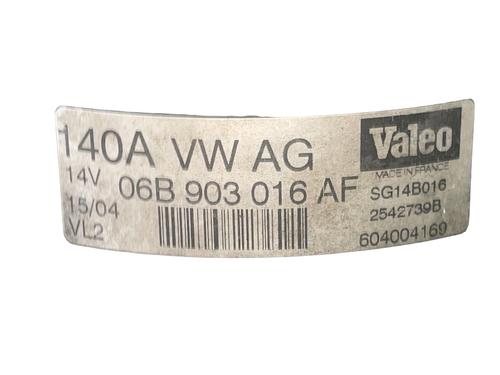 140A VW AG
14V 06B 903 016 AF
15/04
VL2
Valeo
MADE IN FRANCE
SG14B016
2542739B
604004169